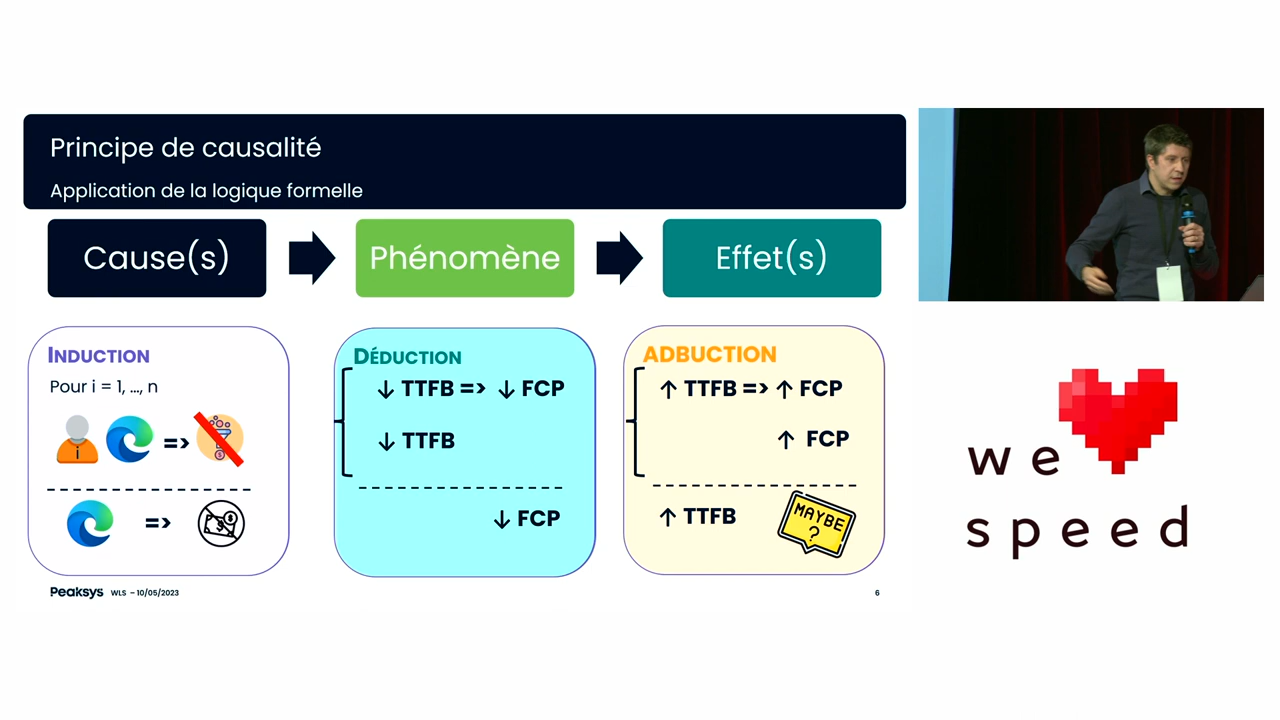 Principe de causalité
Application de la logique formelle
Cause(s)
Phénomène
Effet(s)
INDUCTION
Pour i = 1, ..., n
i
=>
=>
DÉDUCTION
↓ TTFB => ↓ FCP
↓ TTFB
↓ FCP
ADBUCTION
↑ TTFB => ↑ FCP
↑ FCP
↑ TTFB
MAYBE
?
Peaksys WLS – 10/05/2023
6
we
speed